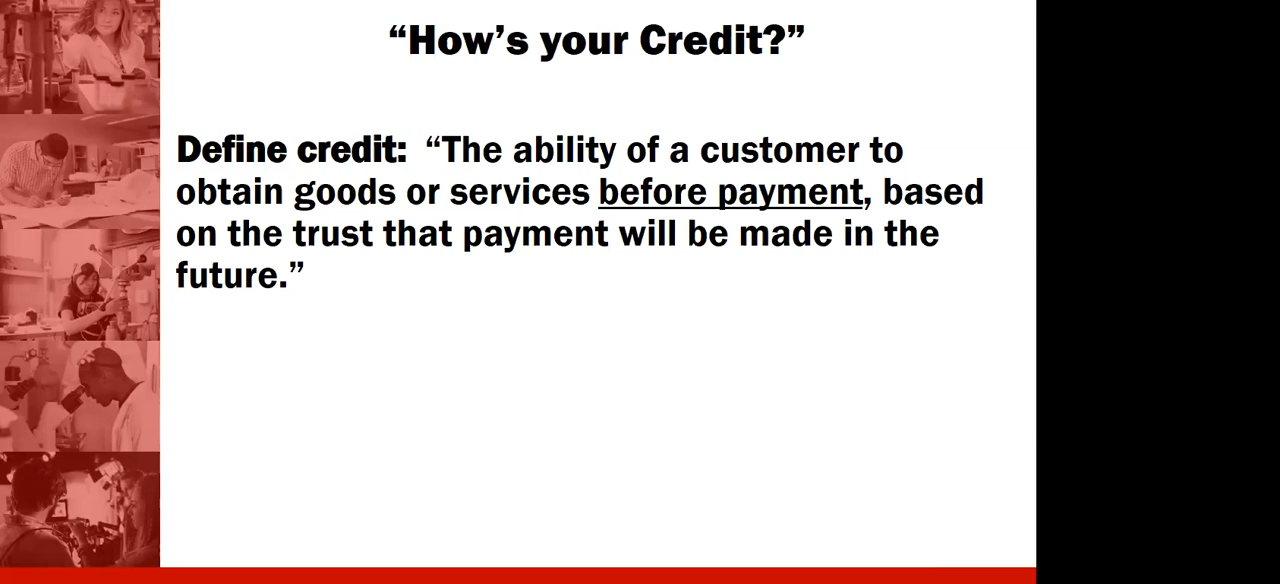 “How’s your Credit?”
Define credit:  “The ability of a customer to
obtain goods or services before payment, based
on the trust that payment will be made in the
future.”